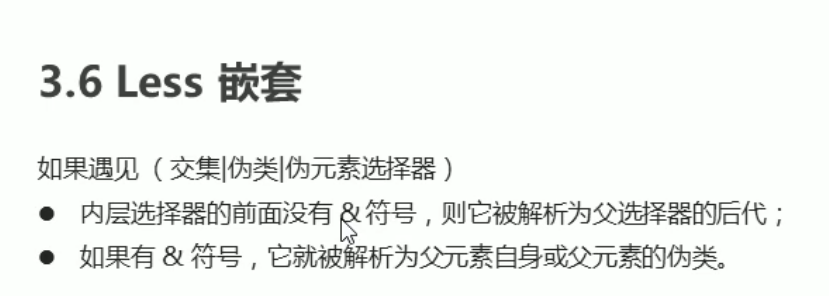 3.6 Less 嵌套
如果遇见（交集|伪类|伪元素选择器）
● 内层选择器的前面没有 & 符号，则它被解析为父选择器的后代；
● 如果有 & 符号，它就被解析为父元素自身或父元素的伪类。